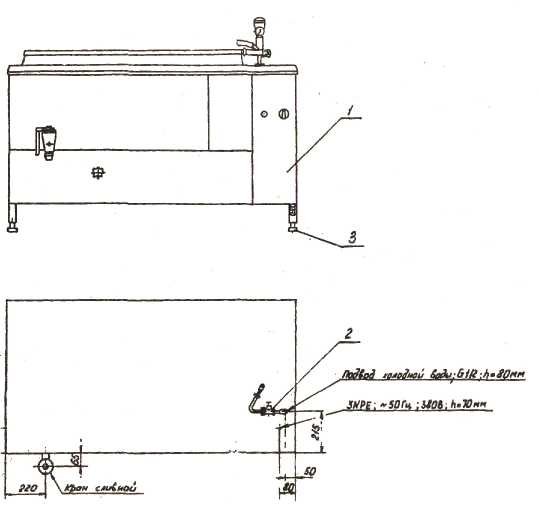 1
3
2
Подвод холодной воды; G1/2; h=80мм
3NPE; ~50Гц; 380В; h=70мм
215
65
50
220
Кран сливной
80